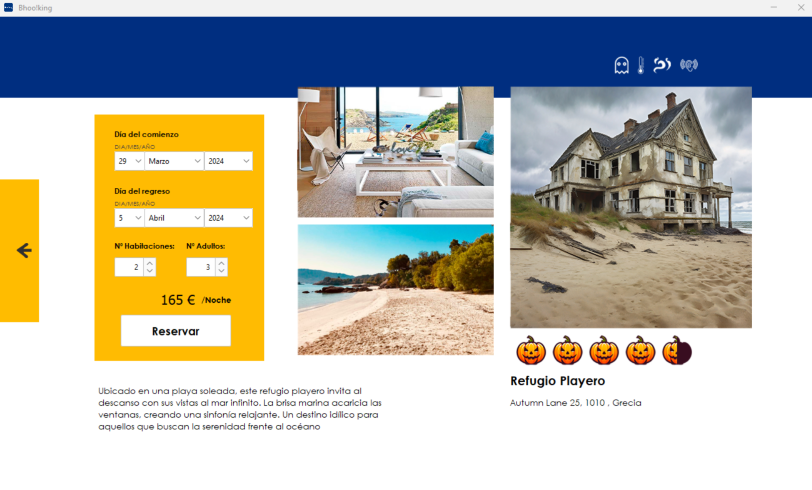 Bhoolking
Día del comienzo
DIA/MES/AÑO
29 Marzo 2024
Día del regreso
DIA/MES/AÑO
5 Abril 2024
Nº Habitaciones: Nº Adultos:
2 3
165 € /Noche
Reservar
love
Refugio Playero
Autumn Lane 25, 1010 , Grecia
Ubicado en una playa soleada, este refugio playero invita al
descanso con sus vistas al mar infinito. La brisa marina acaricia las
ventanas, creando una sinfonía relajante. Un destino idílico para
aquellos que buscan la serenidad frente al océano